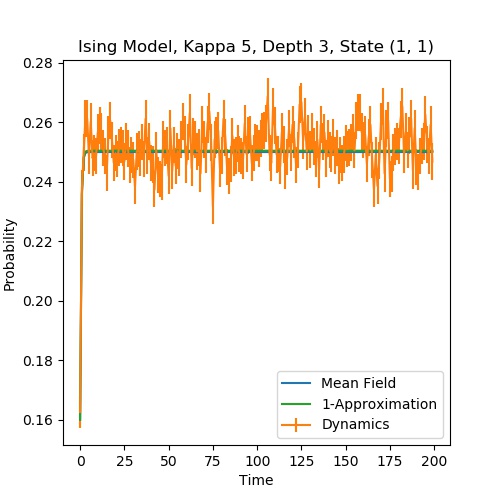 Ising Model, Kappa 5, Depth 3, State (1, 1)
0.28
0.26
0.24
0.22
0.20
0.18
0.16
Probability
0 25 50 75 100 125 150 175 200
Time
Mean Field
1-Approximation
Dynamics